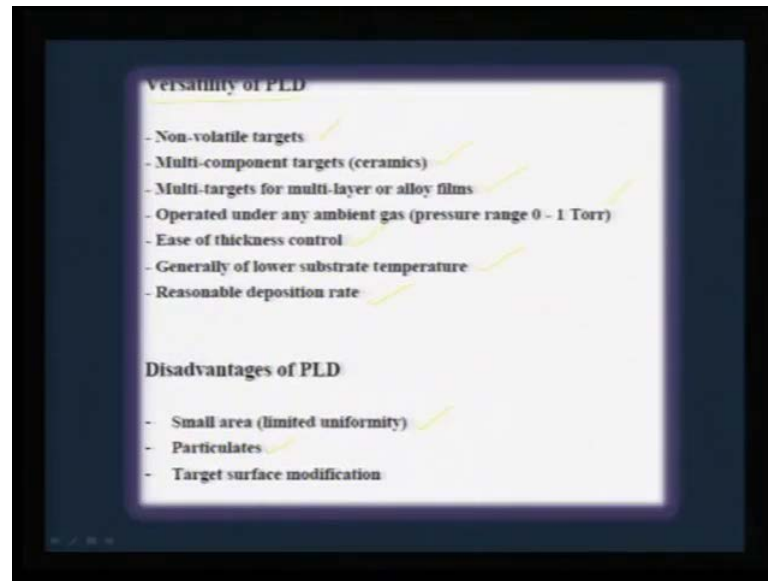 Versatility of PLD
- Non-volatile targets
- Multi-component targets (ceramics)
- Multi-targets for multi-layer or alloy films
- Operated under any ambient gas (pressure range 0 - 1 Torr)
- Ease of thickness control
- Generally of lower substrate temperature
- Reasonable deposition rate
Disadvantages of PLD
- Small area (limited uniformity)
- Particulates
- Target surface modification